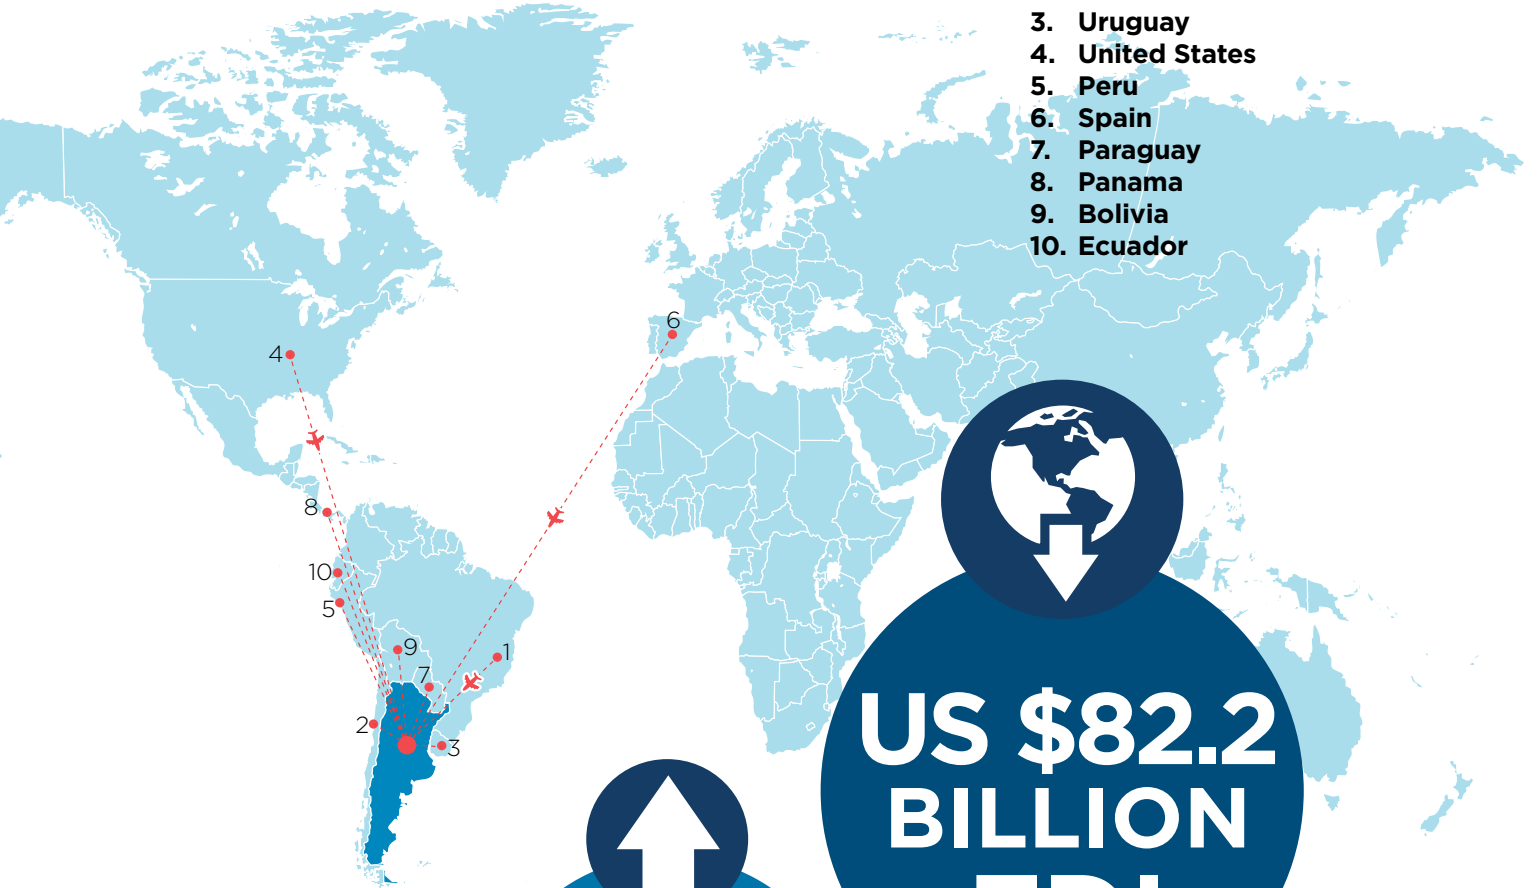 3. Uruguay
4. United States
5. Peru
6. Spain
7. Paraguay
8. Panama
9. Bolivia
10. Ecuador
6
4
8
10
5
9
1
7
2
3
US $82.2
BILLION
FDI